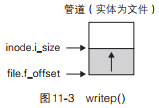 管道 ( 实体为文件 )
inode.i_size
file.f_offset
图11-3 writep()